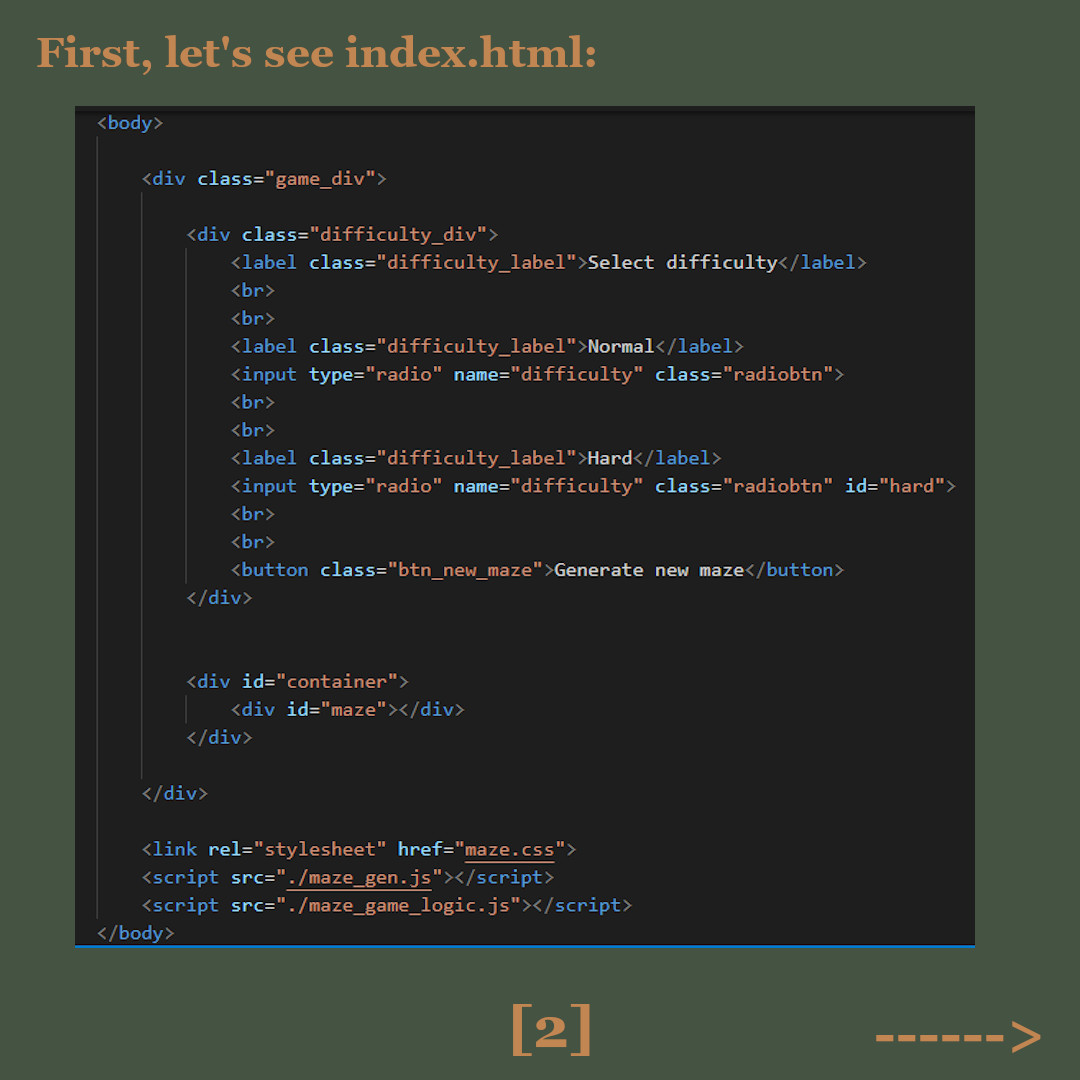 First, let's see index.html:
<body>
<div class="game_div">
<div class="difficulty_div">
<label class="difficulty_label">Select difficulty</label>
<br>
<br>
<label class="difficulty_label">Normal</label>
<input type="radio" name="difficulty" class="radiobtn">
<br>
<br>
<label class="difficulty_label">Hard</label>
<input type="radio" name="difficulty" class="radiobtn" id="hard">
<br>
<br>
<button class="btn_new_maze">Generate new maze</button>
</div>
<div id="container">
<div id="maze"></div>
</div>
</div>
<link rel="stylesheet" href="maze.css">
<script src="./maze_gen.js"></script>
<script src="./maze_game_logic.js"></script>
</body>
[2]
------>